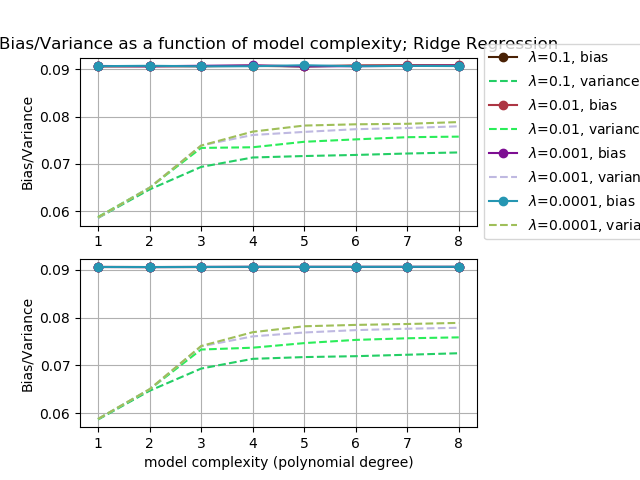 Bias/Variance as a function of model complexity; Ridge Regression
λ=0.1, bias
λ=0.1, variance
λ=0.01, bias
λ=0.01, varianc
λ=0.001, bias
λ=0.001, varian
λ=0.0001, bias
λ=0.0001, varia
Bias/Variance
0.09
0.08
0.07
0.06
1 2 3 4 5 6 7 8
Bias/Variance
0.09
0.08
0.07
0.06
1 2 3 4 5 6 7 8
model complexity (polynomial degree)